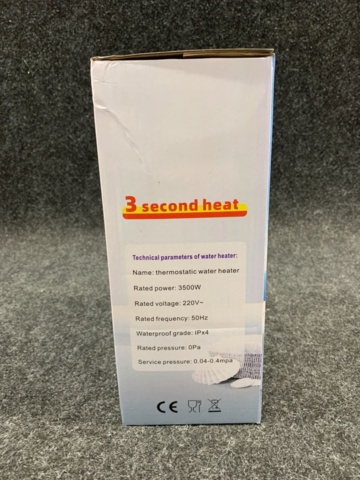 3 second heat
Technical parameters of water heater:
Name: thermostatic water heater
Rated power: 3500W
Rated voltage: 220V~
Rated frequency: 50Hz
Waterproof grade: IPx4
Rated pressure: 0Pa
Service pressure: 0.04-0.4mpa
CE